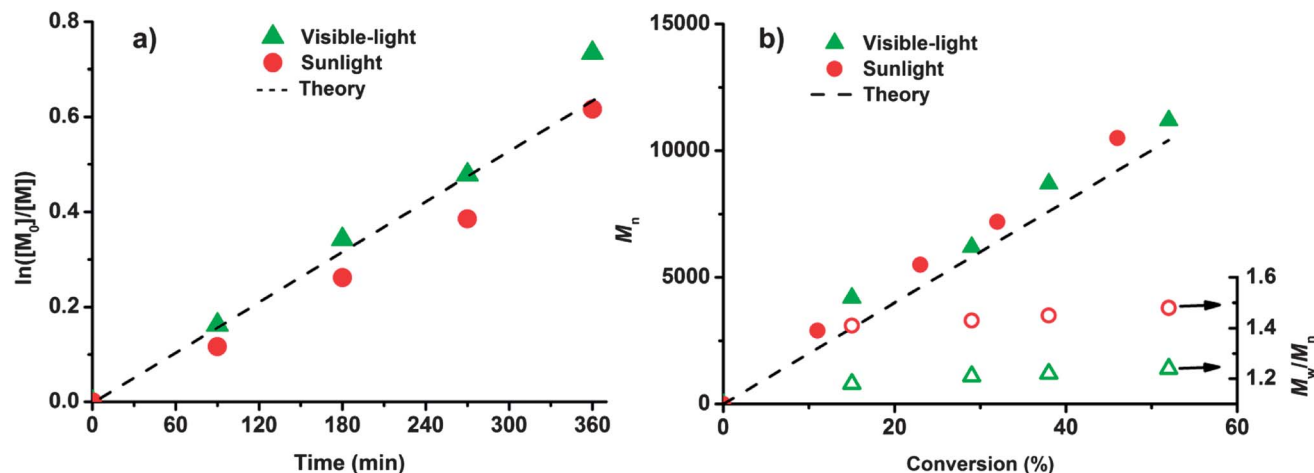 a)
Visible-light
Sunlight
Theory
0.8
0.6
0.4
0.2
0.0
ln([M₀]/[M])
0 60 120 180 240 300 360
Time (min)
b)
Visible-light
Sunlight
Theory
15000
10000
5000
0
Mₙ
0 20 40 60
Conversion (%)
1.6
1.4
1.2
M_w/Mₙ